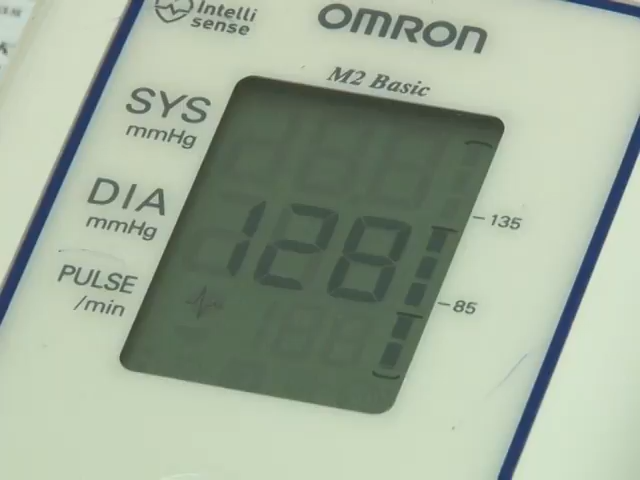 Intelli
sense
OMRON
M2 Basic
SYS
mmHg
DIA
mmHg
128
135
PULSE
/min
85